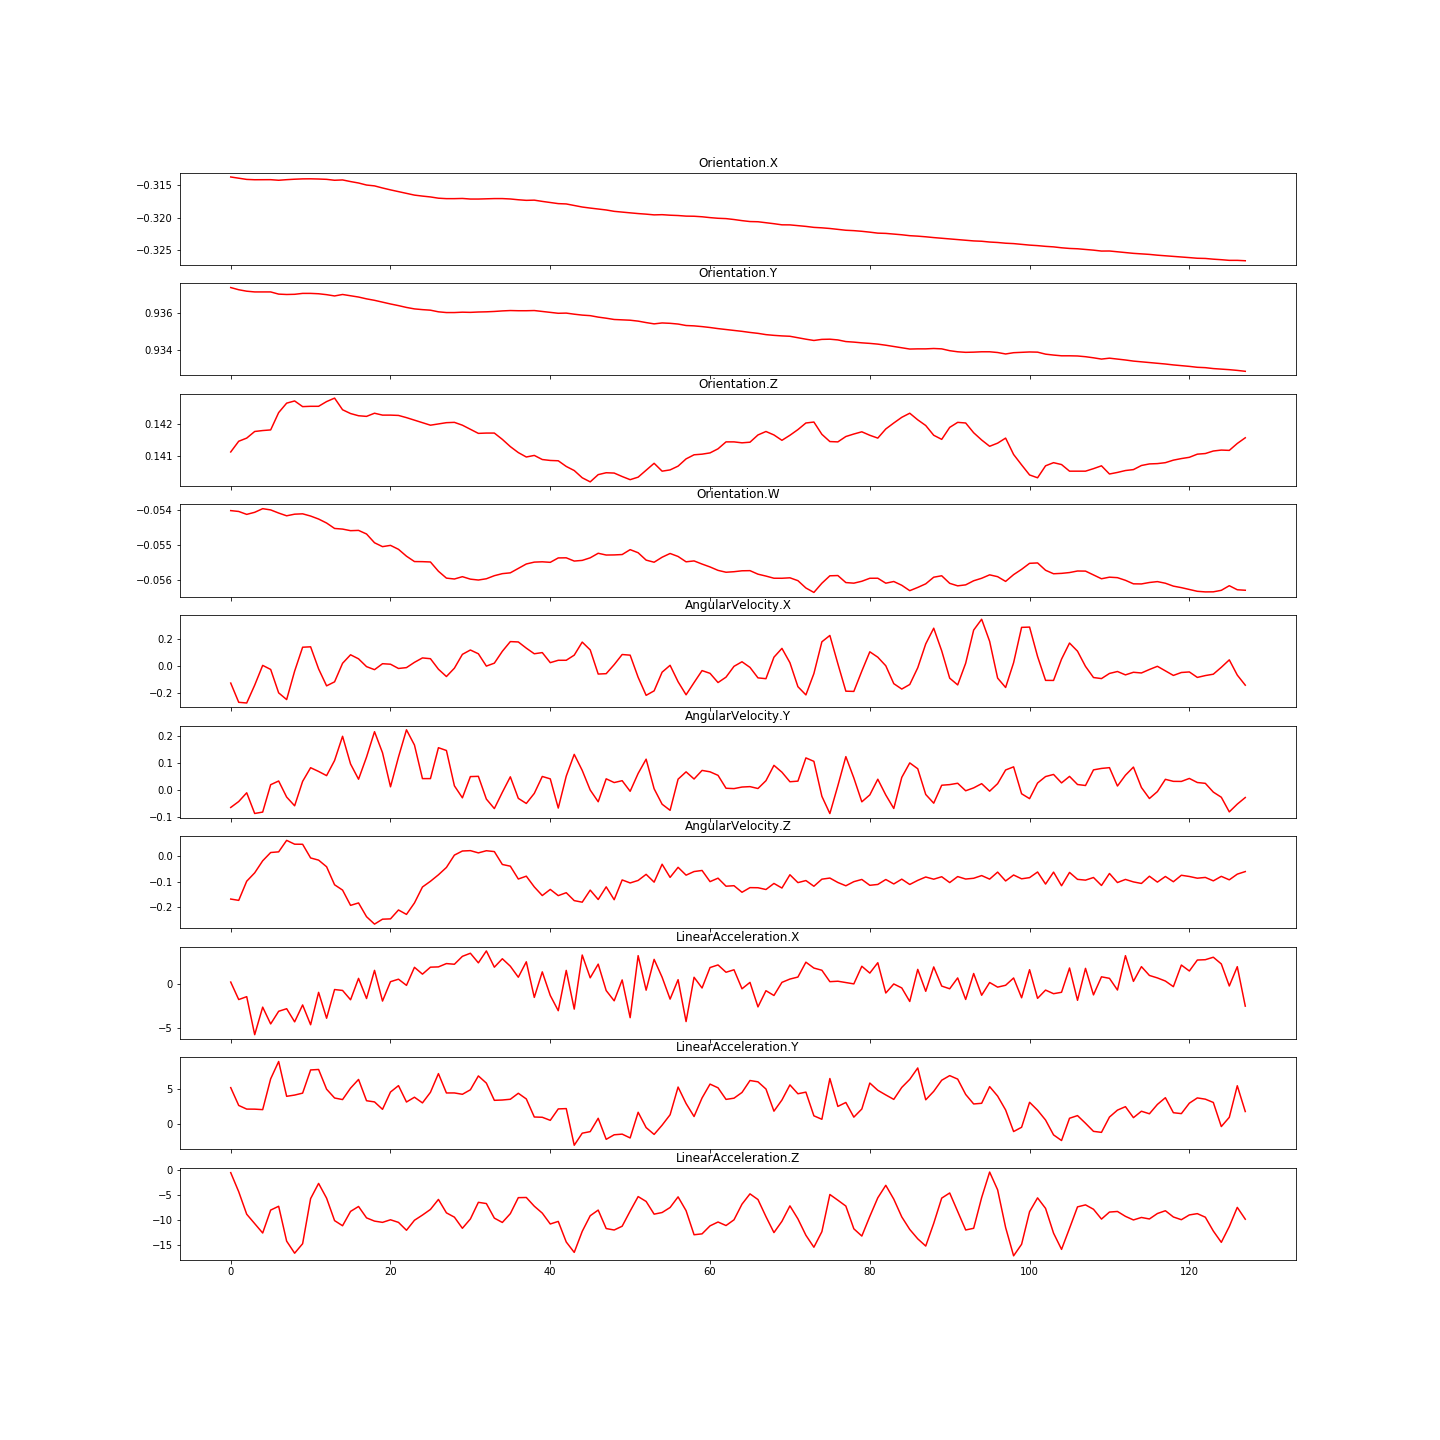 Orientation.X
−0.315
−0.320
−0.325
Orientation.Y
0.936
0.934
Orientation.Z
0.142
0.141
Orientation.W
−0.054
−0.055
−0.056
AngularVelocity.X
0.2
0.0
−0.2
AngularVelocity.Y
0.2
0.1
0.0
−0.1
AngularVelocity.Z
0.0
−0.1
−0.2
LinearAcceleration.X
0
−5
LinearAcceleration.Y
5
0
LinearAcceleration.Z
0
−5
−10
−15
0 20 40 60 80 100 120